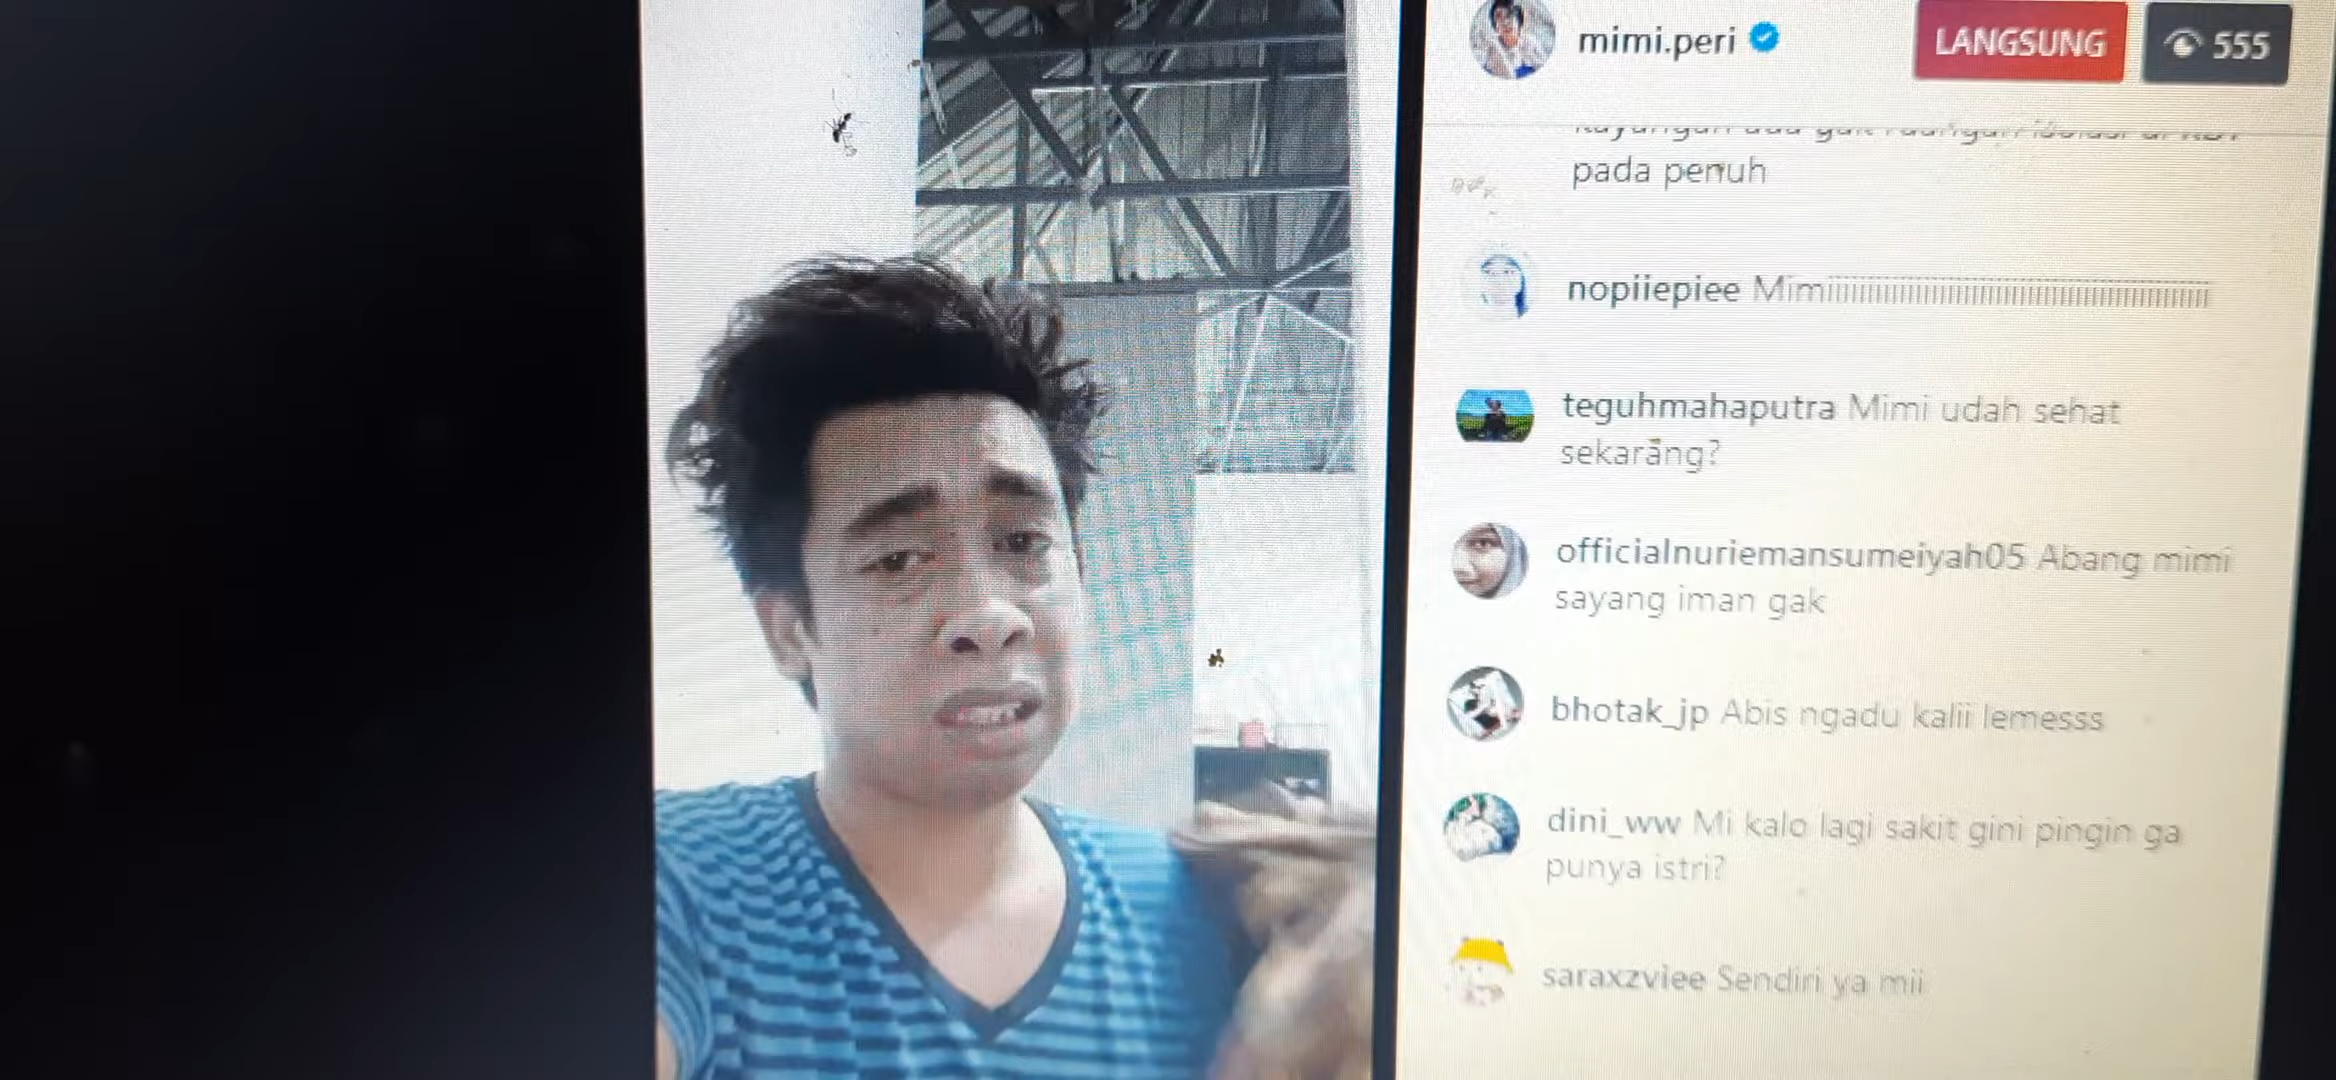 mimi.peri
LANGSUNG
555
pada penuh
nopiiepiee
teguhmahaputra Mimi udah sehat
sekarang?
officialnuriemansumeiyah05 Abang mimi
sayang iman gak
bhotak_jp Abis ngadu kalii lemesss
dini_ww Mi kalo lagi sakit gini pingin ga
punya istri?
saraxzviee Sendiri ya mii